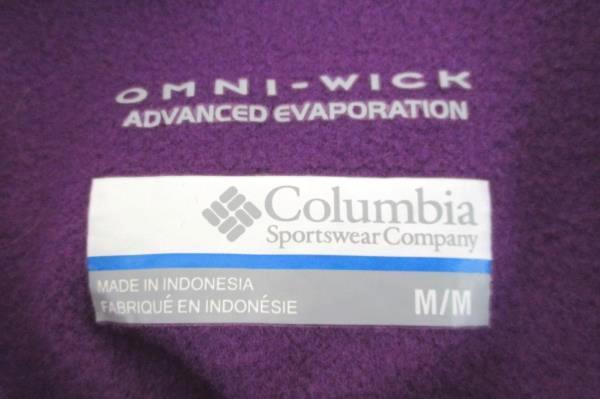 OMNI-WICK
ADVANCED EVAPORATION
Columbia
Sportswear Company
MADE IN INDONESIA
FABRIQUÉ EN INDONÉSIE
M/M